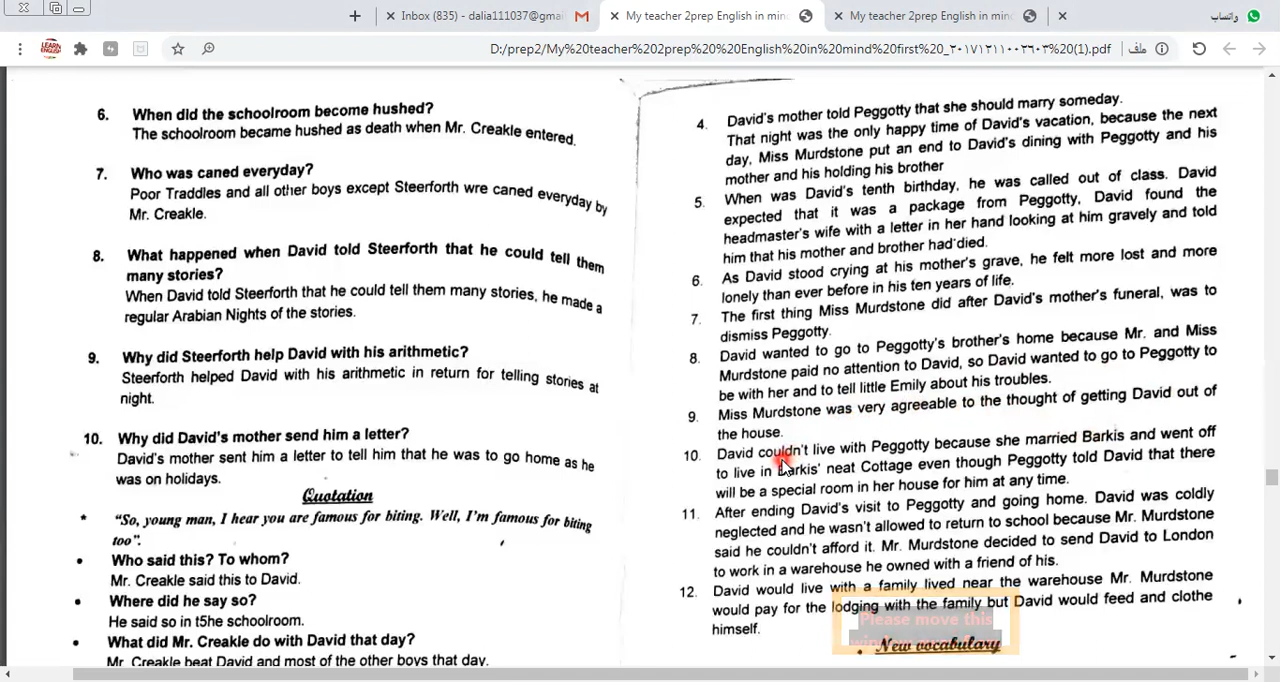 Inbox (835) - dalia111037@gmai
My teacher 2prep English in mind
My teacher 2prep English in mind
واتساب
LEARN ENGLISH
D:/prep2/My%20teacher%202prep%20%20English%20in%20mind%20first%20_٢٠١٧١٢١١٠٠٢٦٠٣%20(1).pdf
ملف
6. When did the schoolroom become hushed?
The schoolroom became hushed as death when Mr. Creakle entered.
7. Who was caned everyday?
Poor Traddles and all other boys except Steerforth wre caned everyday by
Mr. Creakle.
8. What happened when David told Steerforth that he could tell them
many stories?
When David told Steerforth that he could tell them many stories, he made a
regular Arabian Nights of the stories.
9. Why did Steerforth help David with his arithmetic?
Steerforth helped David with his arithmetic in return for telling stories at
night.
10. Why did David's mother send him a letter?
David's mother sent him a letter to tell him that he was to go home as he
was on holidays.
Quotation
* "So, young man, I hear you are famous for biting. Well, I'm famous for biting
too".
• Who said this? To whom?
Mr. Creakle said this to David.
• Where did he say so?
He said so in t5he schoolroom.
• What did Mr. Creakle do with David that day?
Mr. Creakle beat David and most of the other boys that day.
4. David's mother told Peggotty that she should marry someday.
That night was the only happy time of David's vacation, because the next
day, Miss Murdstone put an end to David's dining with Peggotty and his
mother and his holding his brother
5. When was David's tenth birthday, he was called out of class. David
expected that it was a package from Peggotty, David found the
headmaster's wife with a letter in her hand looking at him gravely and told
him that his mother and brother had died.
6. As David stood crying at his mother's grave, he felt more lost and more
lonely than ever before in his ten years of life.
7. The first thing Miss Murdstone did after David's mother's funeral, was to
dismiss Peggotty.
8. David wanted to go to Peggotty's brother's home because Mr. and Miss
Murdstone paid no attention to David, so David wanted to go to Peggotty to
be with her and to tell little Emily about his troubles.
9. Miss Murdstone was very agreeable to the thought of getting David out of
the house.
10. David couldn't live with Peggotty because she married Barkis and went off
to live in Barkis' neat Cottage even though Peggotty told David that there
will be a special room in her house for him at any time.
11. After ending David's visit to Peggotty and going home. David was coldly
neglected and he wasn't allowed to return to school because Mr. Murdstone
said he couldn't afford it. Mr. Murdstone decided to send David to London
to work in a warehouse he owned with a friend of his.
12. David would live with a family lived near the warehouse Mr. Murdstone
would pay for the lodging with the family but David would feed and clothe
himself.
Please move this
window
• New vocabulary